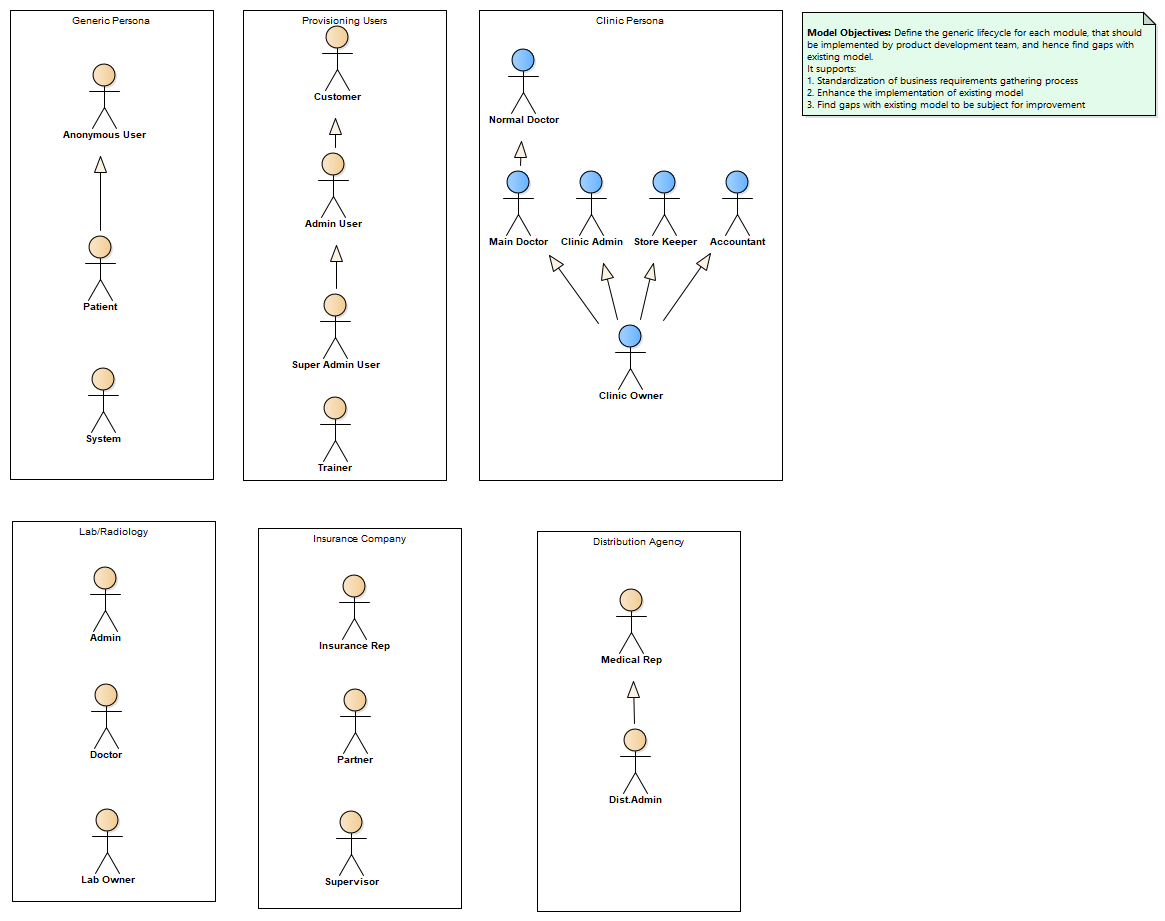 Generic Persona
Anonymous User
Patient
System
Provisioning Users
Customer
Admin User
Super Admin User
Trainer
Clinic Persona
Normal Doctor
Main Doctor
Clinic Admin
Store Keeper
Accountant
Clinic Owner
Model Objectives: Define the generic lifecycle for each module, that should
be implemented by product development team, and hence find gaps with
existing model.
It supports:
1. Standardization of business requirements gathering process
2. Enhance the implementation of existing model
3. Find gaps with existing model to be subject for improvement
Lab/Radiology
Admin
Doctor
Lab Owner
Insurance Company
Insurance Rep
Partner
Supervisor
Distribution Agency
Medical Rep
Dist.Admin